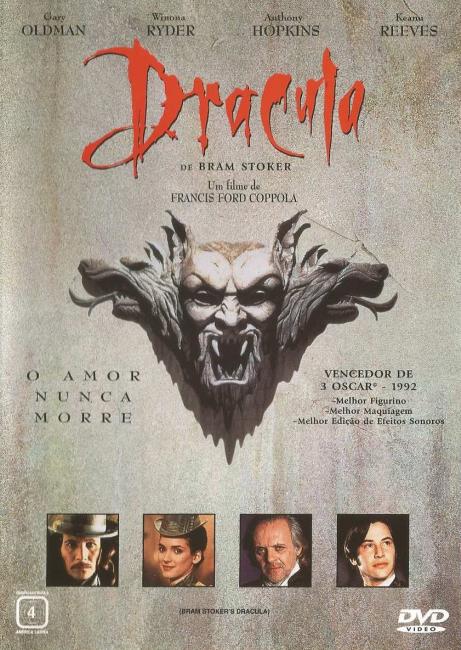 Gary
OLDMAN
Winona
RYDER
Anthony
HOPKINS
Keanu
REEVES
Dracula
DE BRAM STOKER
Um filme de
FRANCIS FORD COPPOLA
O AMOR
NUNCA
MORRE
VENCEDOR DE
3 OSCAR® - 1992
-Melhor Figurino
-Melhor Maquiagem
-Melhor Edição de Efeitos Sonoros
4
AMÉRICA LATINA
(BRAM STOKER'S DRACULA)
DVD
VIDEO